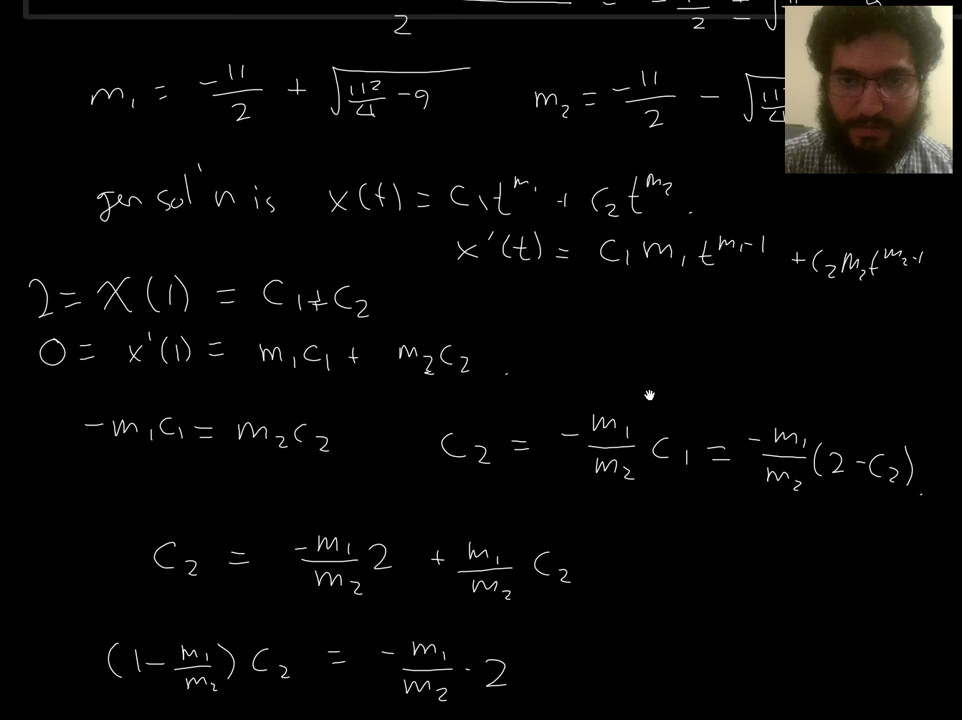 2
m₁ = -11/2 + √(11²/4 - 9) m₂ = -11/2 - √
gen sol'n is x(t) = C₁t^m₁ + C₂t^m₂.
x'(t) = C₁m₁t^(m₁-1) + C₂m₂t^(m₂-1)
2 = X(1) = C₁ + C₂
0 = x'(1) = m₁C₁ + m₂C₂.
-m₁C₁ = m₂C₂ C₂ = -m₁/m₂ C₁ = -m₁/m₂ (2 - C₂).
C₂ = -m₁/m₂ 2 + m₁/m₂ C₂
(1 - m₁/m₂) C₂ = -m₁/m₂ · 2